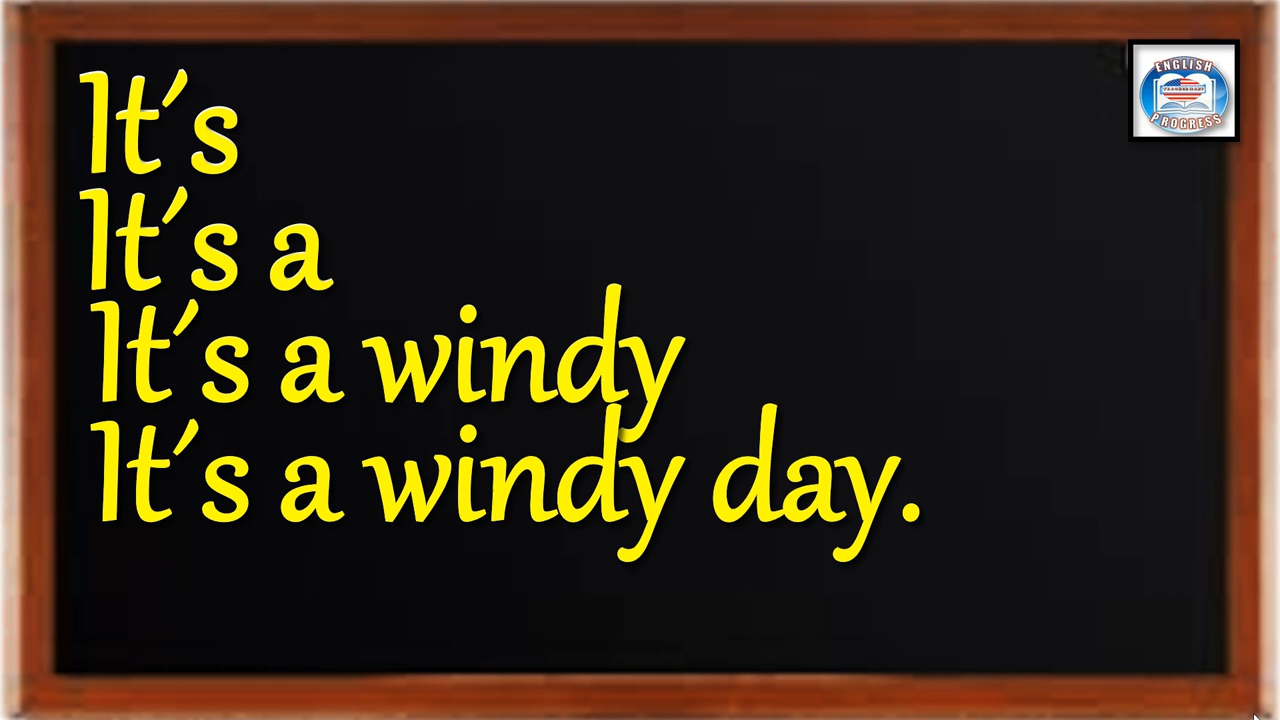 It's
It's a
It's a windy
It's a windy day.
ENGLISH
PROGRESS